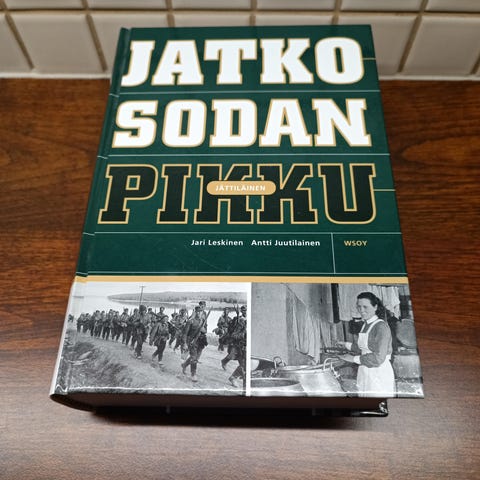 JATKO
SODAN
PIKKU
JÄTTILÄINEN
Jari Leskinen Antti Juutilainen WSOY